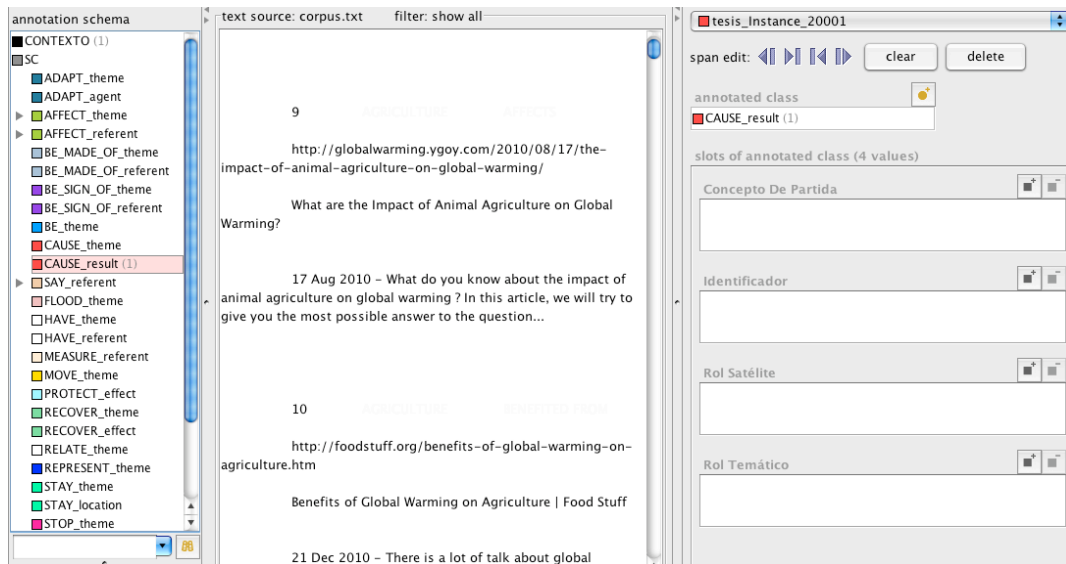 annotation schema
CONTEXTO (1)
SC
ADAPT_theme
ADAPT_agent
AFFECT_theme
AFFECT_referent
BE_MADE_OF_theme
BE_MADE_OF_referent
BE_SIGN_OF_theme
BE_SIGN_OF_referent
BE_theme
CAUSE_theme
CAUSE_result (1)
SAY_referent
FLOOD_theme
HAVE_theme
HAVE_referent
MEASURE_referent
MOVE_theme
PROTECT_effect
RECOVER_theme
RECOVER_effect
RELATE_theme
REPRESENT_theme
STAY_theme
STAY_location
STOP_theme
text source: corpus.txt filter: show all
9 AGRICULTURE AFFECTS
http://globalwarming.ygoy.com/2010/08/17/the-
impact-of-animal-agriculture-on-global-warming/
What are the Impact of Animal Agriculture on Global
Warming?
17 Aug 2010 – What do you know about the impact of
animal agriculture on global warming ? In this article, we will try to
give you the most possible answer to the question...
10 AGRICULTURE BENEFITED FROM
http://foodstuff.org/benefits-of-global-warming-on-
agriculture.htm
Benefits of Global Warming on Agriculture | Food Stuff
21 Dec 2010 – There is a lot of talk about global
tesis_Instance_20001
span edit: clear delete
annotated class
CAUSE_result (1)
slots of annotated class (4 values)
Concepto De Partida
Identificador
Rol Satélite
Rol Temático